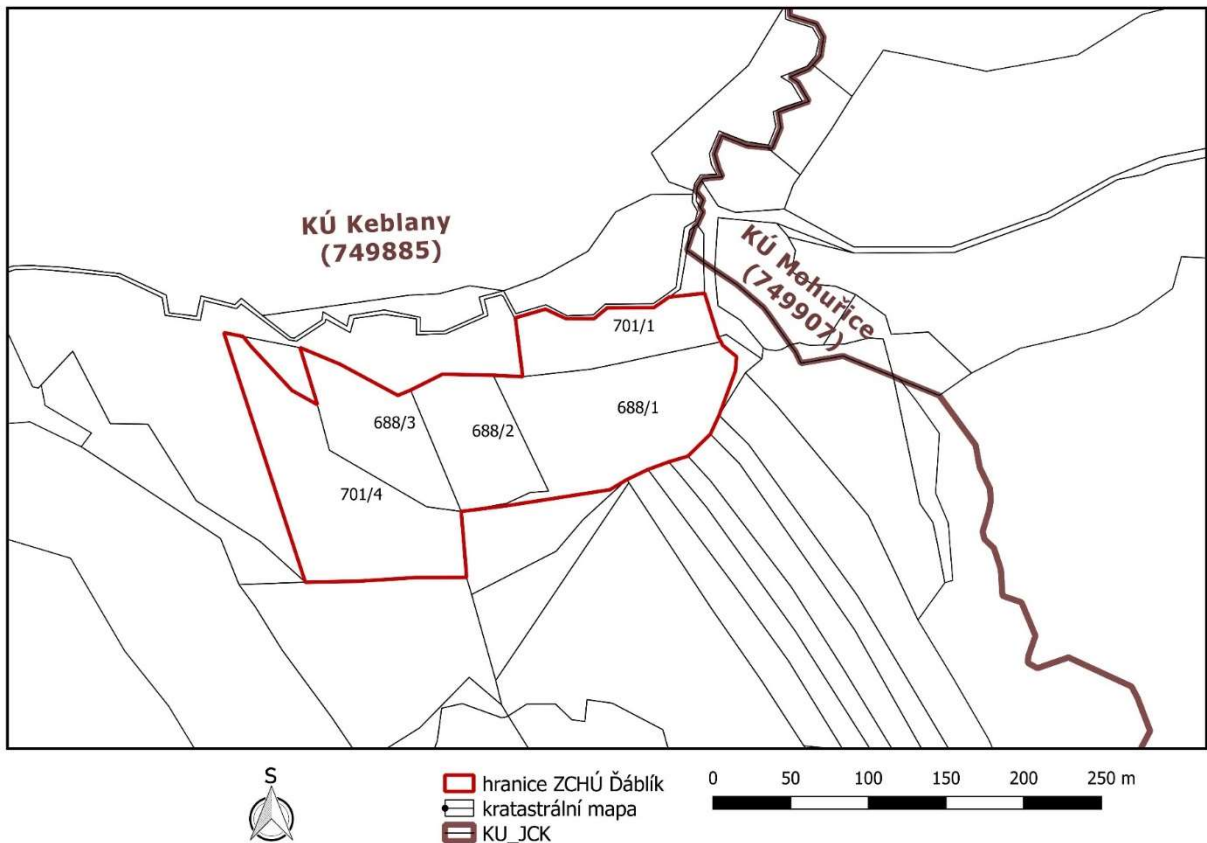 KÚ Keblany
(749885)
KÚ Mohuřice
(749907)
701/1
688/1
688/3
688/2
701/4
S
hranice ZCHÚ Ďáblík
kratastrální mapa
KU_JCK
0 50 100 150 200 250 m